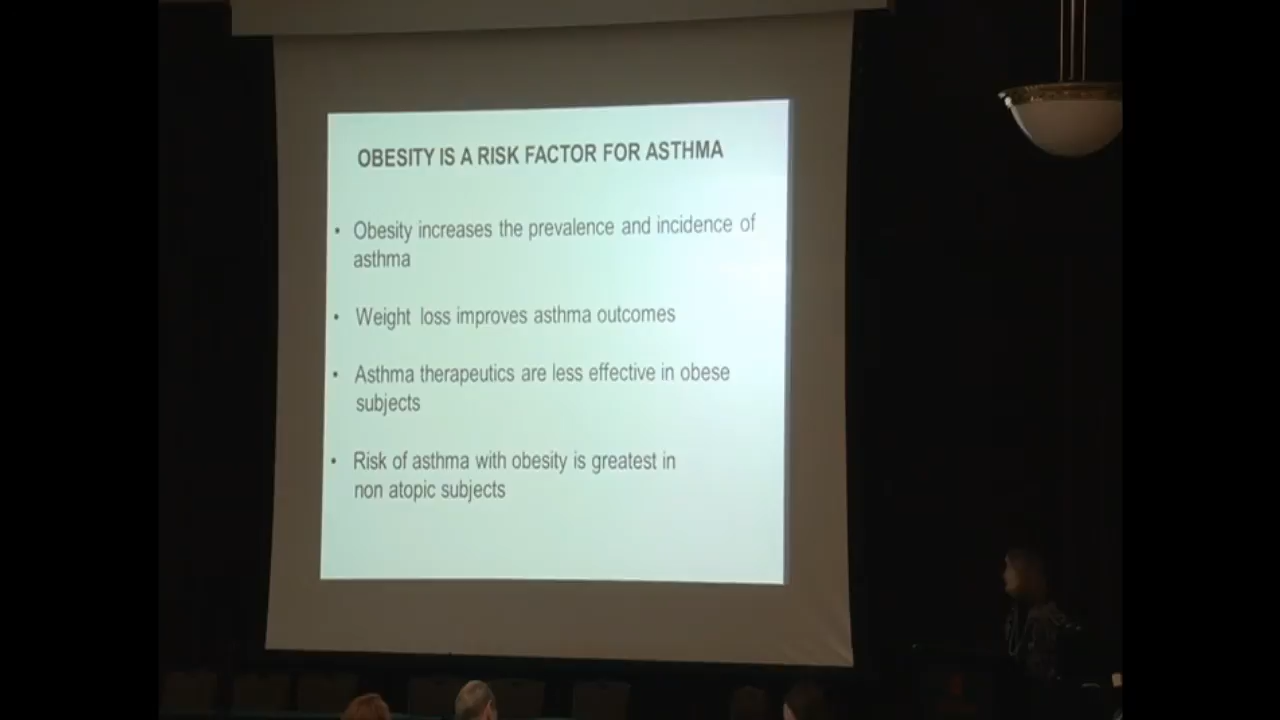 OBESITY IS A RISK FACTOR FOR ASTHMA
• Obesity increases the prevalence and incidence of
asthma
• Weight loss improves asthma outcomes
• Asthma therapeutics are less effective in obese
subjects
• Risk of asthma with obesity is greatest in
non atopic subjects